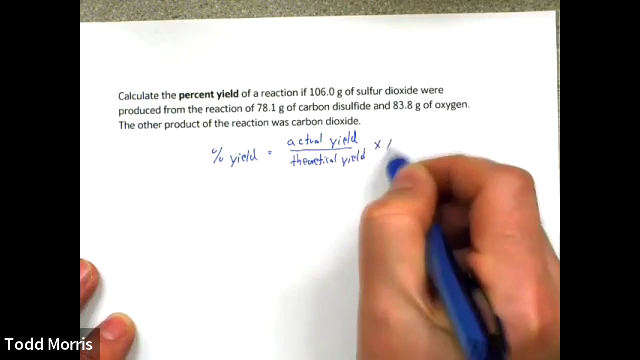 Calculate the percent yield of a reaction if 106.0 g of sulfur dioxide were
produced from the reaction of 78.1 g of carbon disulfide and 83.8 g of oxygen.
The other product of the reaction was carbon dioxide.
% yield = actual yield / theoretical yield ×
Todd Morris